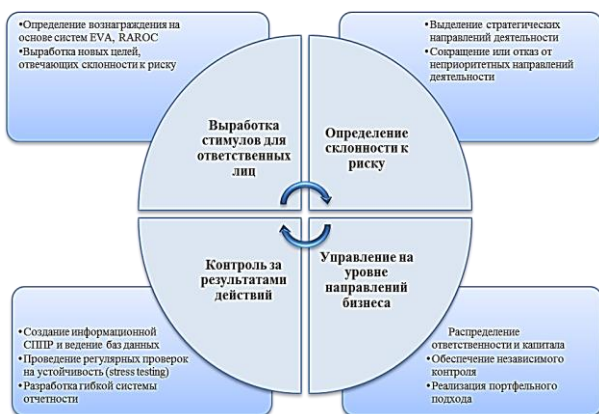 •Определение вознаграждения на
основе систем EVA, RAROC
•Выработка новых целей,
отвечающих склонности к риску
•Выделение стратегических
направлений деятельности
•Сокращение или отказ от
неприоритетных направлений
деятельности
Выработка
стимулов для
ответственных
лиц
Определение
склонности к
риску
Контроль за
результатами
действий
Управление на
уровне
направлений
бизнеса
•Создание информационной
СППР и ведение баз данных
•Проведение регулярных проверок
на устойчивость (stress testing)
•Разработка гибкой системы
отчетности
Распределение
ответственности и капитала
•Обеспечение независимого
контроля
•Реализация портфельного
подхода